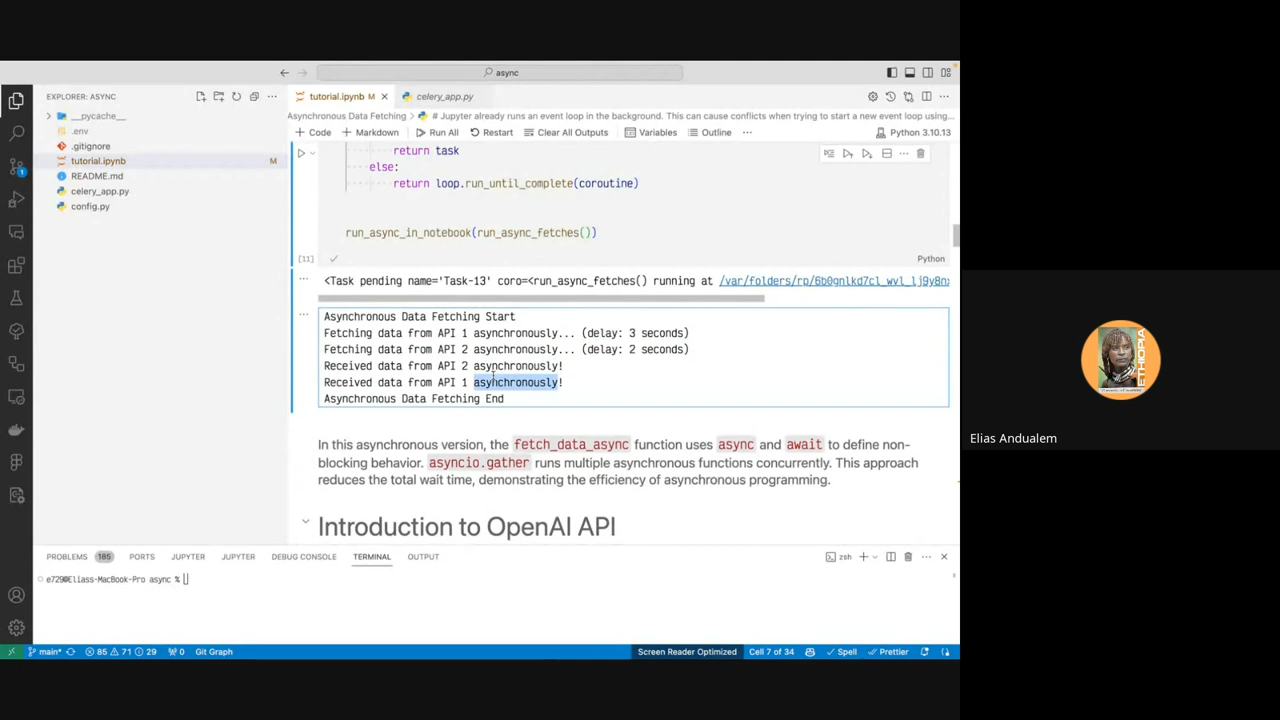 async
EXPLORER: ASYNC
__pycache__
.env
.gitignore
tutorial.ipynb M
README.md
celery_app.py
config.py
tutorial.ipynb M
celery_app.py
Asynchronous Data Fetching > # Jupyter already runs an event loop in the background. This can cause conflicts when trying to start a new event loop using...
+ Code + Markdown Run All Restart Clear All Outputs Variables Outline ... Python 3.10.13
return task
else:
return loop.run_until_complete(coroutine)
run_async_in_notebook(run_async_fetches())
[11] Python
<Task pending name='Task-13' coro=<run_async_fetches() running at
Asynchronous Data Fetching Start
Fetching data from API 1 asynchronously... (delay: 3 seconds)
Fetching data from API 2 asynchronously... (delay: 2 seconds)
Received data from API 2 asynchronously!
Received data from API 1 asynchronously!
Asynchronous Data Fetching End
In this asynchronous version, the fetch_data_async function uses async and await to define non-
blocking behavior. asyncio.gather runs multiple asynchronous functions concurrently. This approach
reduces the total wait time, demonstrating the efficiency of asynchronous programming.
Introduction to OpenAI API
PROBLEMS 185 PORTS JUPYTER JUPYTER DEBUG CONSOLE TERMINAL OUTPUT
zsh
e729@Eliass-MacBook-Pro async %
main* 85 71 29 0 Git Graph
Screen Reader Optimized Cell 7 of 34 Spell Prettier
ETHIOPIA
Elias Andualem